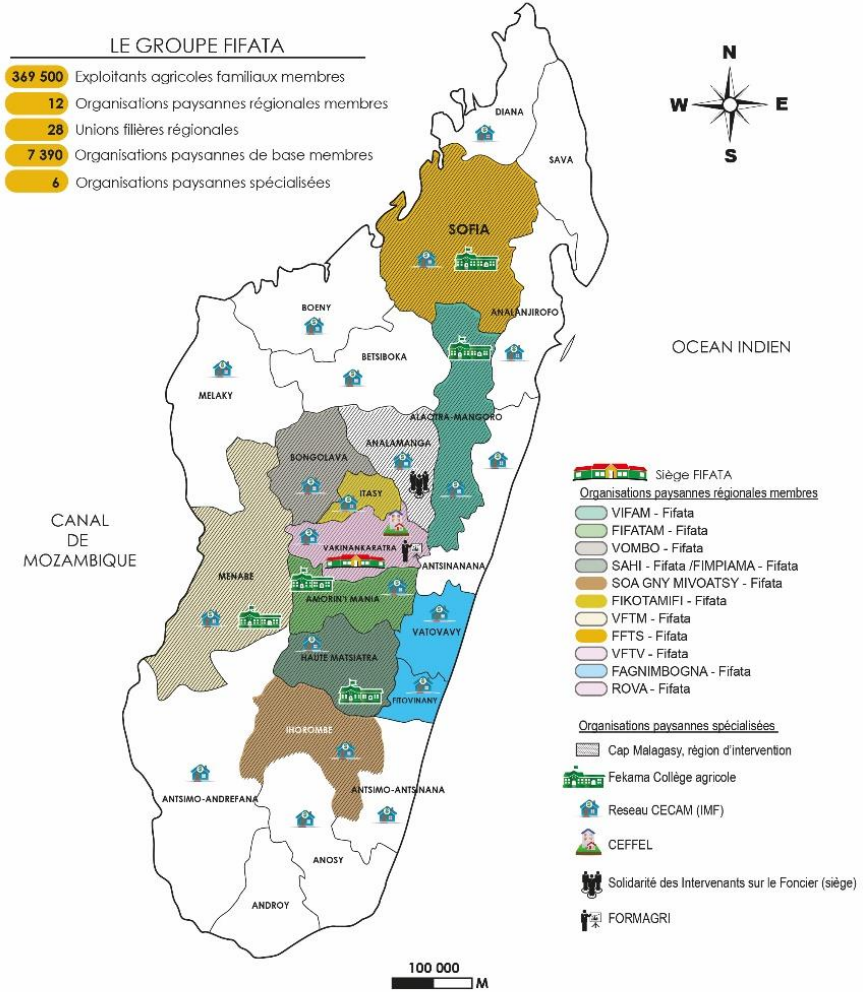 LE GROUPE FIFATA
369 500 Exploitants agricoles familiaux membres
12 Organisations paysannes régionales membres
28 Unions filières régionales
7 390 Organisations paysannes de base membres
6 Organisations paysannes spécialisées
N
W E
S
DIANA
SAVA
SOFIA
ANALANJIROFO
BOENY
BETSIBOKA
MELAKY
OCEAN INDIEN
ALAOTRA-MANGORO
ANALAMANGA
BONGOLAVA
ITASY
CANAL
DE
MOZAMBIQUE
VAKINANKARATRA
ANTSINANANA
MENABE
AMORIN'I MANIA
VATOVAVY
HAUTE MATSIATRA
FITOVINANY
IHOROMBE
ANTSIMO-ANDREFANA
ANTSIMO-ANTSINANA
ANOSY
ANDROY
Siège FIFATA
Organisations paysannes régionales membres
VIFAM - Fifata
FIFATAM - Fifata
VOMBO - Fifata
SAHI - Fifata /FIMPIAMA - Fifata
SOA GNY MIVOATSY - Fifata
FIKOTAMIFI - Fifata
VFTM - Fifata
FFTS - Fifata
VFTV - Fifata
FAGNIMBOGNA - Fifata
ROVA - Fifata
Organisations paysannes spécialisées
Cap Malagasy, région d'intervention
Fekama Collège agricole
Reseau CECAM (IMF)
CEFFEL
Solidarité des Intervenants sur le Foncier (siège)
FORMAGRI
100 000
M